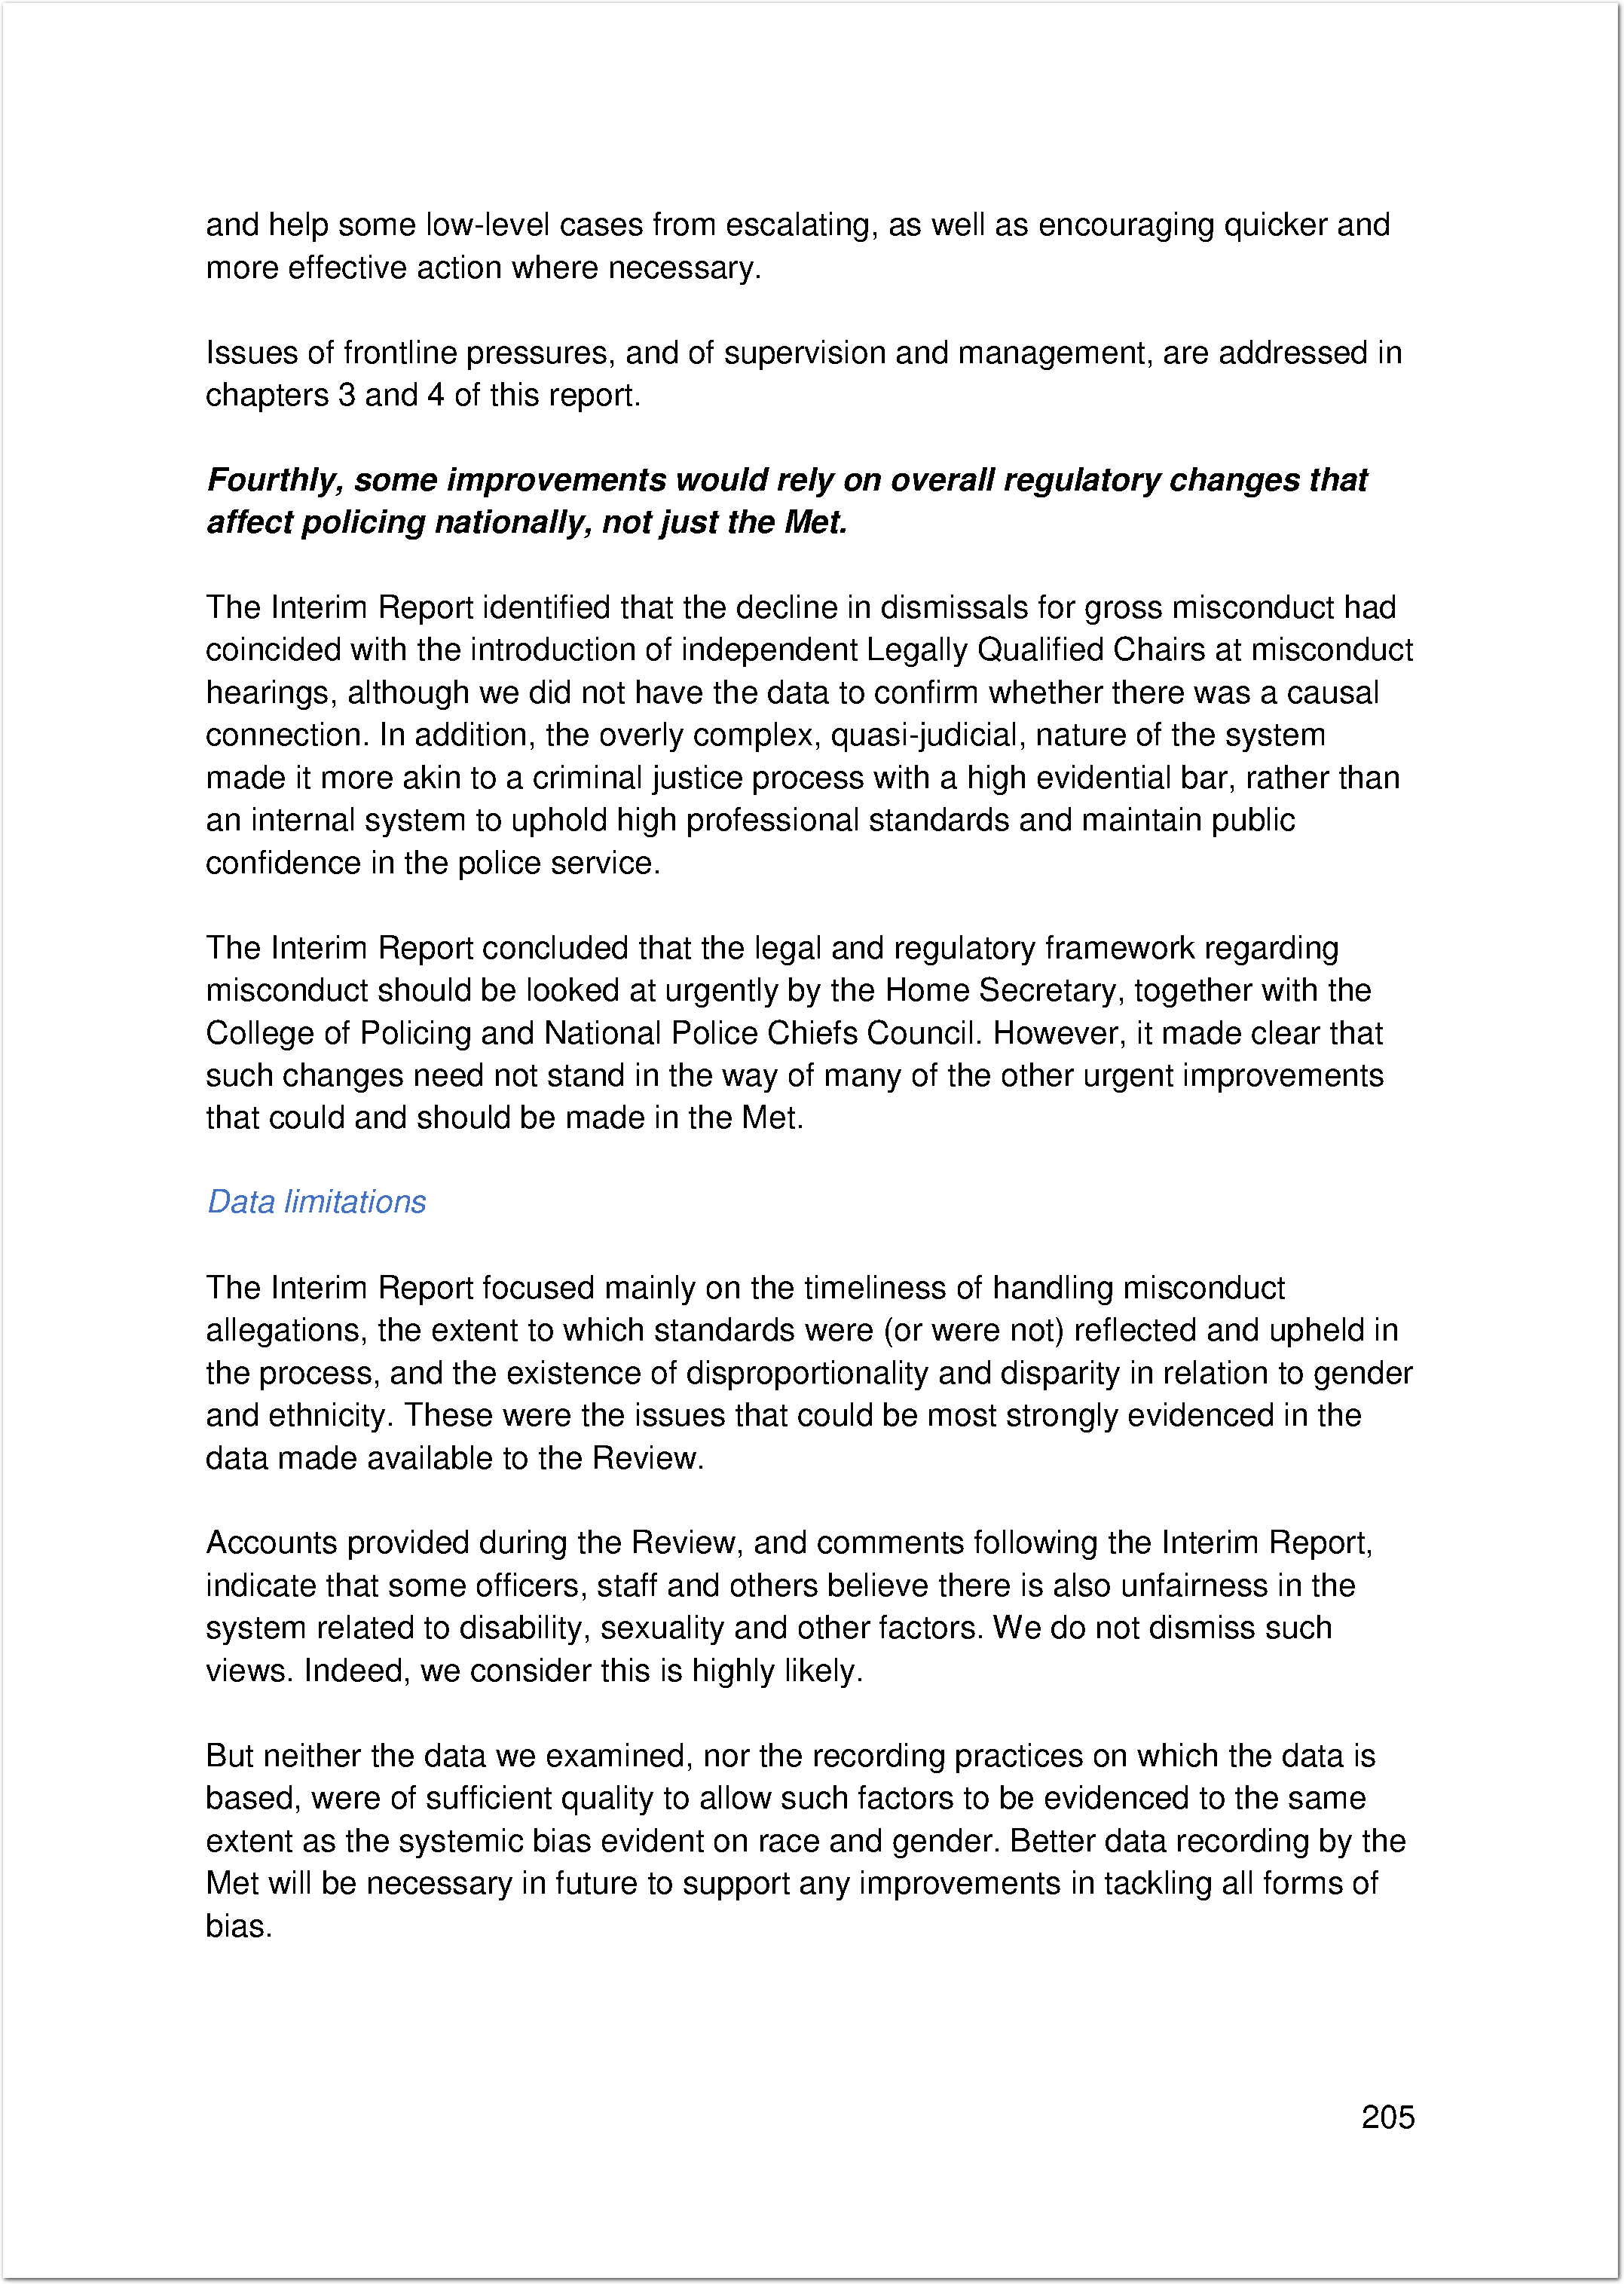 and help some low-level cases from escalating, as well as encouraging quicker and
more effective action where necessary.
Issues of frontline pressures, and of supervision and management, are addressed in
chapters 3 and 4 of this report.
Fourthly, some improvements would rely on overall regulatory changes that
affect policing nationally, not just the Met.
The Interim Report identified that the decline in dismissals for gross misconduct had
coincided with the introduction of independent Legally Qualified Chairs at misconduct
hearings, although we did not have the data to confirm whether there was a causal
connection. In addition, the overly complex, quasi-judicial, nature of the system
made it more akin to a criminal justice process with a high evidential bar, rather than
an internal system to uphold high professional standards and maintain public
confidence in the police service.
The Interim Report concluded that the legal and regulatory framework regarding
misconduct should be looked at urgently by the Home Secretary, together with the
College of Policing and National Police Chiefs Council. However, it made clear that
such changes need not stand in the way of many of the other urgent improvements
that could and should be made in the Met.
Data limitations
The Interim Report focused mainly on the timeliness of handling misconduct
allegations, the extent to which standards were (or were not) reflected and upheld in
the process, and the existence of disproportionality and disparity in relation to gender
and ethnicity. These were the issues that could be most strongly evidenced in the
data made available to the Review.
Accounts provided during the Review, and comments following the Interim Report,
indicate that some officers, staff and others believe there is also unfairness in the
system related to disability, sexuality and other factors. We do not dismiss such
views. Indeed, we consider this is highly likely.
But neither the data we examined, nor the recording practices on which the data is
based, were of sufficient quality to allow such factors to be evidenced to the same
extent as the systemic bias evident on race and gender. Better data recording by the
Met will be necessary in future to support any improvements in tackling all forms of
bias.
205